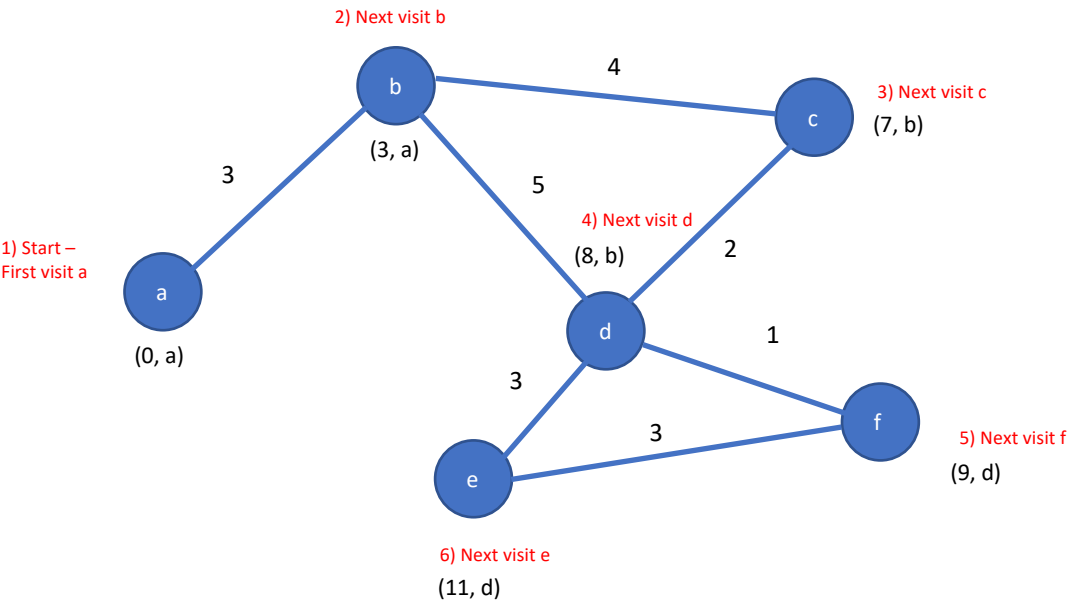 2) Next visit b
b
4
3) Next visit c
c
(7, b)
(3, a)
3
5
4) Next visit d
1) Start –
First visit a
(8, b)
2
a
d
1
(0, a)
3
3
f
5) Next visit f
e
(9, d)
6) Next visit e
(11, d)